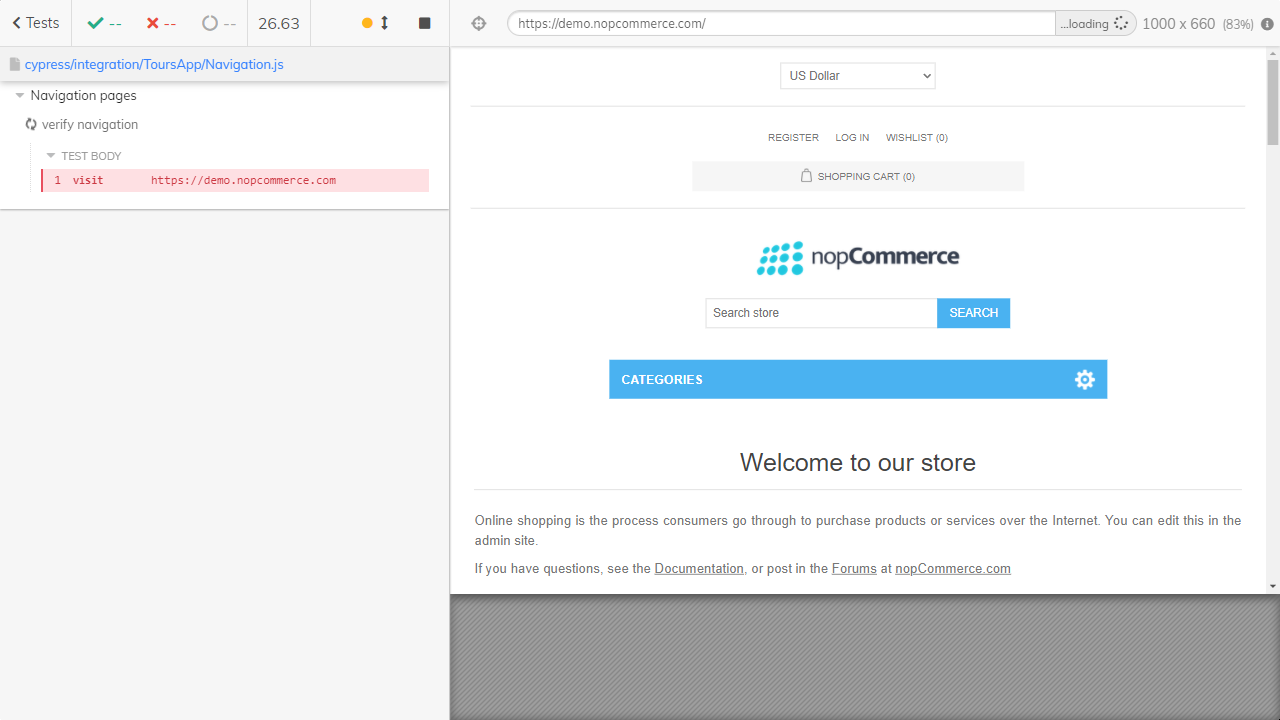 Tests
--
--
--
26.63
https://demo.nopcommerce.com/
...loading
1000 x 660 (83%)
cypress/integration/ToursApp/Navigation.js
Navigation pages
verify navigation
TEST BODY
1 visit https://demo.nopcommerce.com
US Dollar
REGISTER LOG IN WISHLIST (0)
SHOPPING CART (0)
nopCommerce
Search store SEARCH
CATEGORIES
Welcome to our store
Online shopping is the process consumers go through to purchase products or services over the Internet. You can edit this in the
admin site.
If you have questions, see the Documentation, or post in the Forums at nopCommerce.com